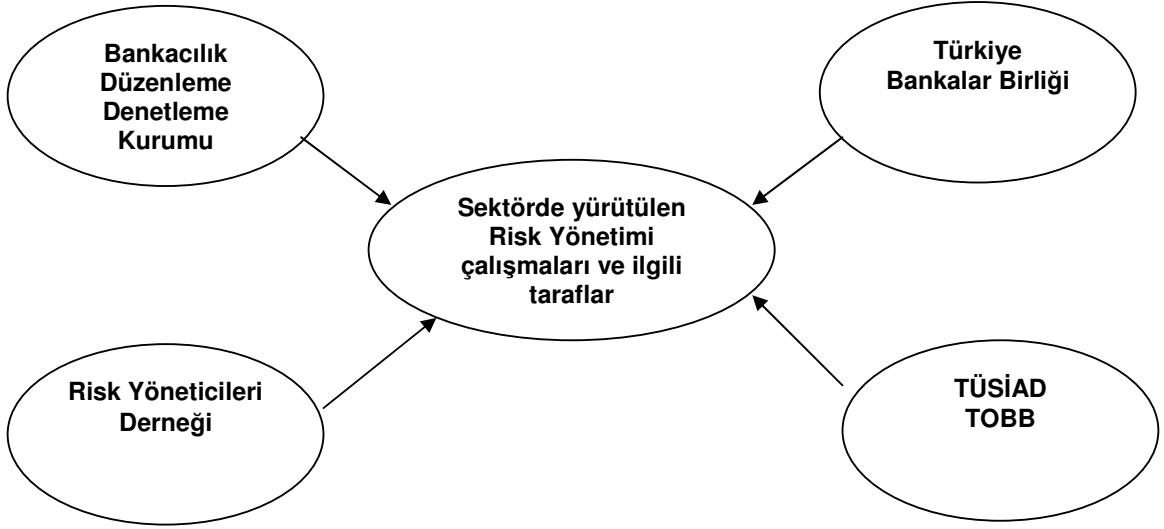 Bankacılık
Düzenleme
Denetleme
Kurumu
Türkiye
Bankalar Birliği
Sektörde yürütülen
Risk Yönetimi
çalışmaları ve ilgili
taraflar
Risk Yöneticileri
Derneği
TÜSİAD
TOBB